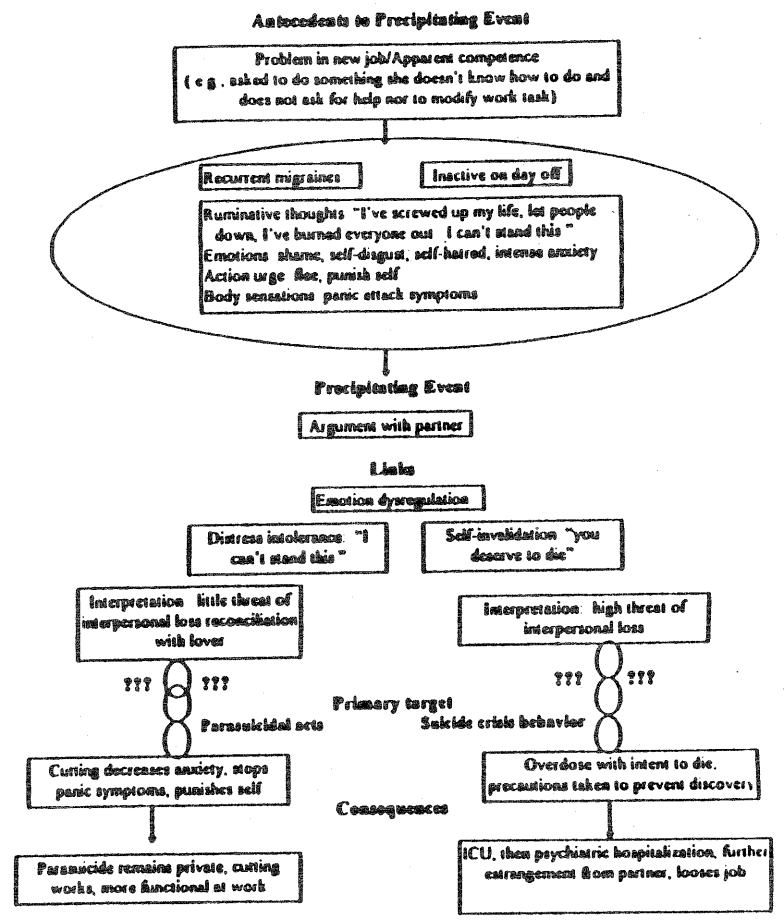 Antecedents to Precipitating Event
Problem in new job/Apparent competence
(e g, asked to do something she doesn't know how to do and
does not ask for help nor to modify work task)
Recurrent migraines
Inactive on day off
Ruminative thoughts "I've screwed up my life, let people
down, I've burned everyone out I can't stand this"
Emotions shame, self-disgust, self-hatred, intense anxiety
Action urge flee, punish self
Body sensations panic attack symptoms
Precipitating Event
Argument with partner
Links
Emotion dysregulation
Distress intolerance: "I
can't stand this"
Self-invalidation "you
deserve to die"
Interpretation little threat of
interpersonal loss reconciliation
with lover
Interpretation: high threat of
interpersonal loss
??? ???
??? ???
Primary target
Parasuicidal acts
Suicide crisis behavior
Cutting decreases anxiety, stops
panic symptoms, punishes self
Overdose with intent to die,
precautions taken to prevent discovery
Consequences
Parasuicide remains private, cutting
works, more functional at work
ICU, then psychiatric hospitalization, further
estrangement from partner, looses job